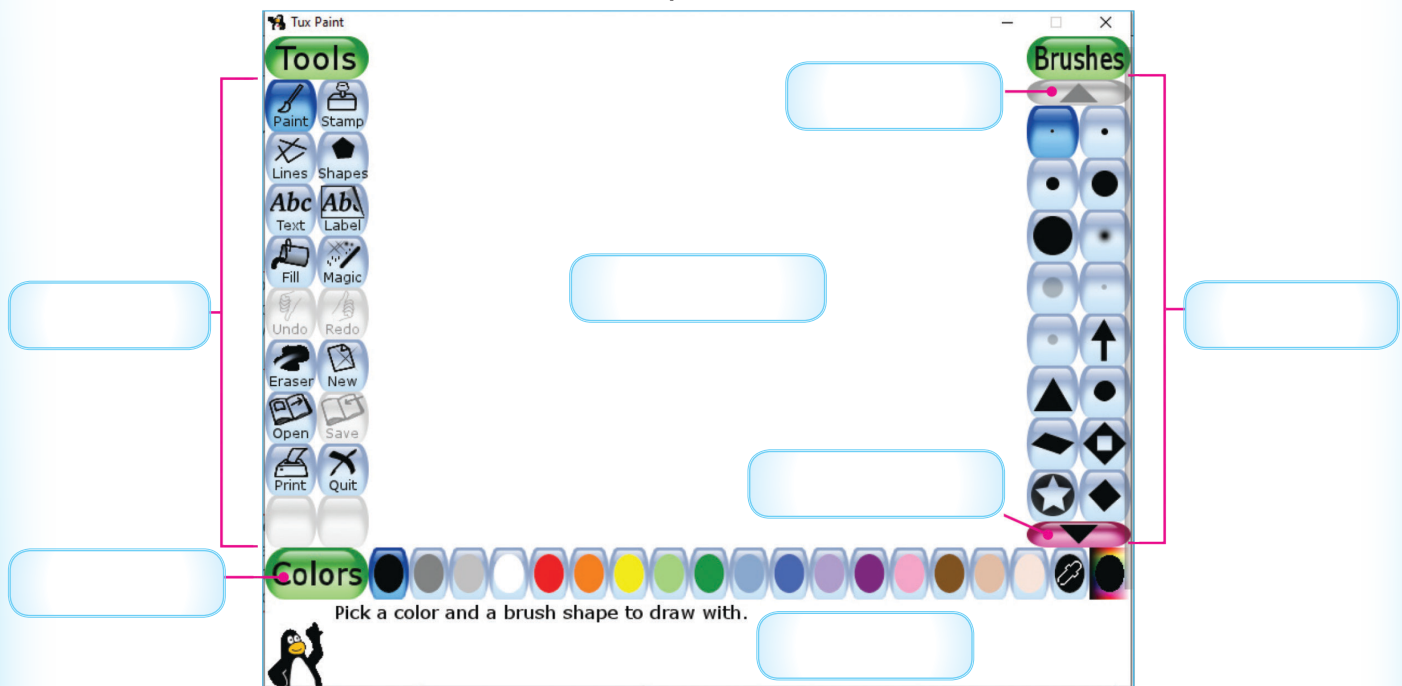 Tux Paint
Tools
Brushes
Paint Stamp
Lines Shapes
Abc Abc
Text Label
Fill Magic
Undo Redo
Eraser New
Open Save
Print Quit
Colors
Pick a color and a brush shape to draw with.